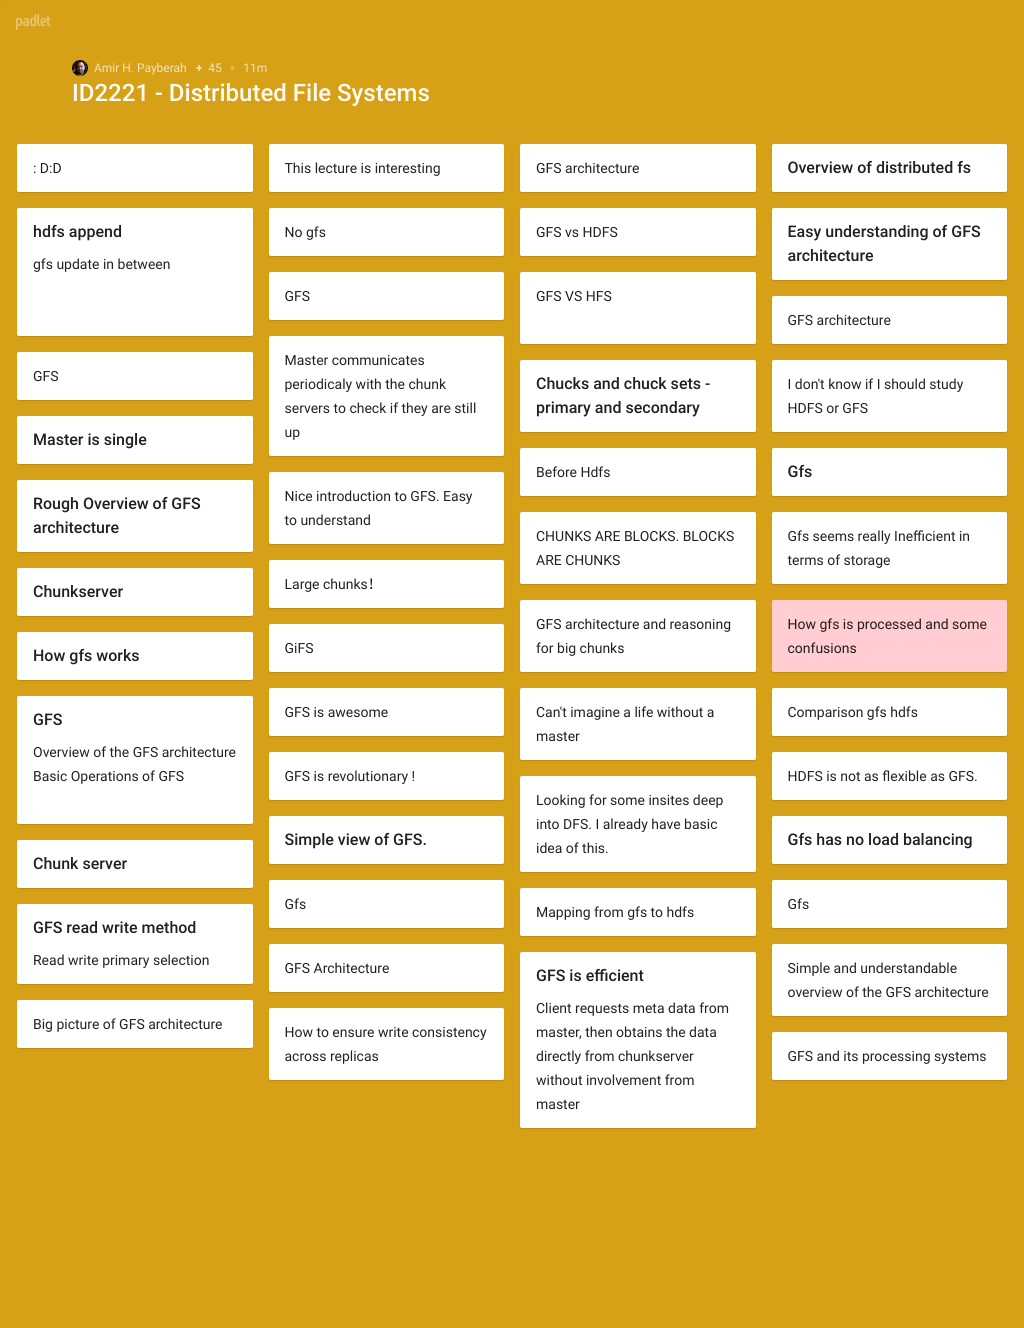 padlet
Amir H. Payberah + 45 • 11m
ID2221 - Distributed File Systems
: D:D
hdfs append
gfs update in between
GFS
Master is single
Rough Overview of GFS
architecture
Chunkserver
How gfs works
GFS
Overview of the GFS architecture
Basic Operations of GFS
Chunk server
GFS read write method
Read write primary selection
Big picture of GFS architecture
This lecture is interesting
No gfs
GFS
Master communicates
periodicaly with the chunk
servers to check if they are still
up
Nice introduction to GFS. Easy
to understand
Large chunks！
GiFS
GFS is awesome
GFS is revolutionary !
Simple view of GFS.
Gfs
GFS Architecture
How to ensure write consistency
across replicas
GFS architecture
GFS vs HDFS
GFS VS HFS
Chucks and chuck sets -
primary and secondary
Before Hdfs
CHUNKS ARE BLOCKS. BLOCKS
ARE CHUNKS
GFS architecture and reasoning
for big chunks
Can't imagine a life without a
master
Looking for some insites deep
into DFS. I already have basic
idea of this.
Mapping from gfs to hdfs
GFS is efficient
Client requests meta data from
master, then obtains the data
directly from chunkserver
without involvement from
master
Overview of distributed fs
Easy understanding of GFS
architecture
GFS architecture
I don't know if I should study
HDFS or GFS
Gfs
Gfs seems really Inefficient in
terms of storage
How gfs is processed and some
confusions
Comparison gfs hdfs
HDFS is not as flexible as GFS.
Gfs has no load balancing
Gfs
Simple and understandable
overview of the GFS architecture
GFS and its processing systems